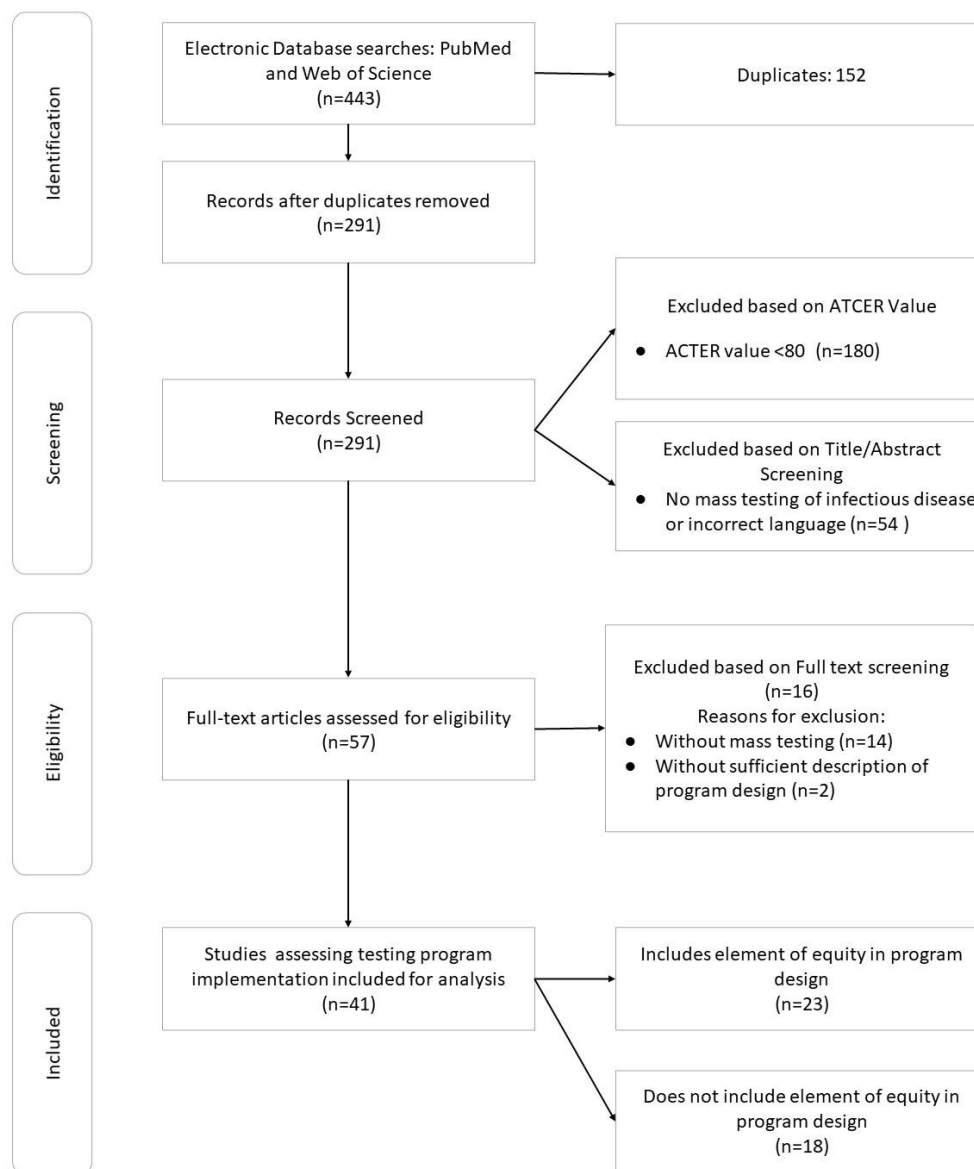 Identification
Electronic Database searches: PubMed
and Web of Science
(n=443)
Duplicates: 152
Records after duplicates removed
(n=291)
Screening
Records Screened
(n=291)
Excluded based on ATCER Value
● ACTER value <80 (n=180)
Excluded based on Title/Abstract
Screening
● No mass testing of infectious disease
or incorrect language (n=54 )
Eligibility
Full-text articles assessed for eligibility
(n=57)
Excluded based on Full text screening
(n=16)
Reasons for exclusion:
● Without mass testing (n=14)
● Without sufficient description of
program design (n=2)
Included
Studies assessing testing program
implementation included for analysis
(n=41)
Includes element of equity in program
design
(n=23)
Does not include element of equity in
program design
(n=18)